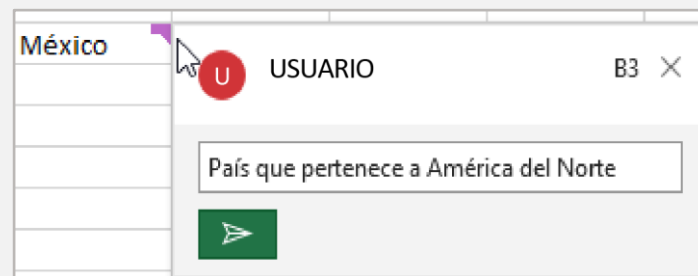 México
U
USUARIO
B3
País que pertenece a América del Norte